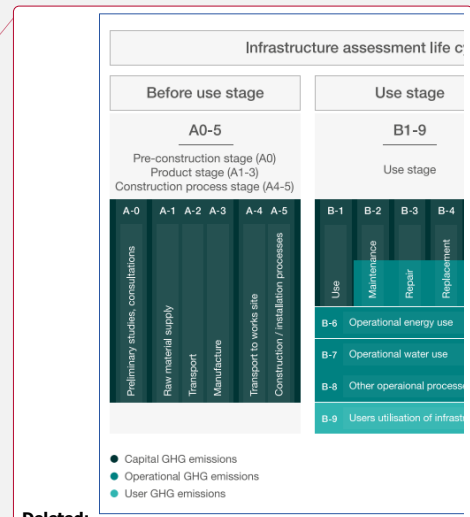 Infrastructure assessment life cy
Before use stage
Use stage
A0-5
B1-9
Pre-construction stage (A0)
Product stage (A1-3)
Construction process stage (A4-5)
Use stage
A-0 A-1 A-2 A-3 A-4 A-5
B-1 B-2 B-3 B-4
Preliminary studies, consultations
Raw material supply
Transport
Manufacture
Transport to works site
Construction / installation processes
Use
Maintenance
Repair
Replacement
B-6 Operational energy use
B-7 Operational water use
B-8 Other operaional processe
B-9 Users utilisation of infrast
Capital GHG emissions
Operational GHG emissions
User GHG emissions
Deleted: